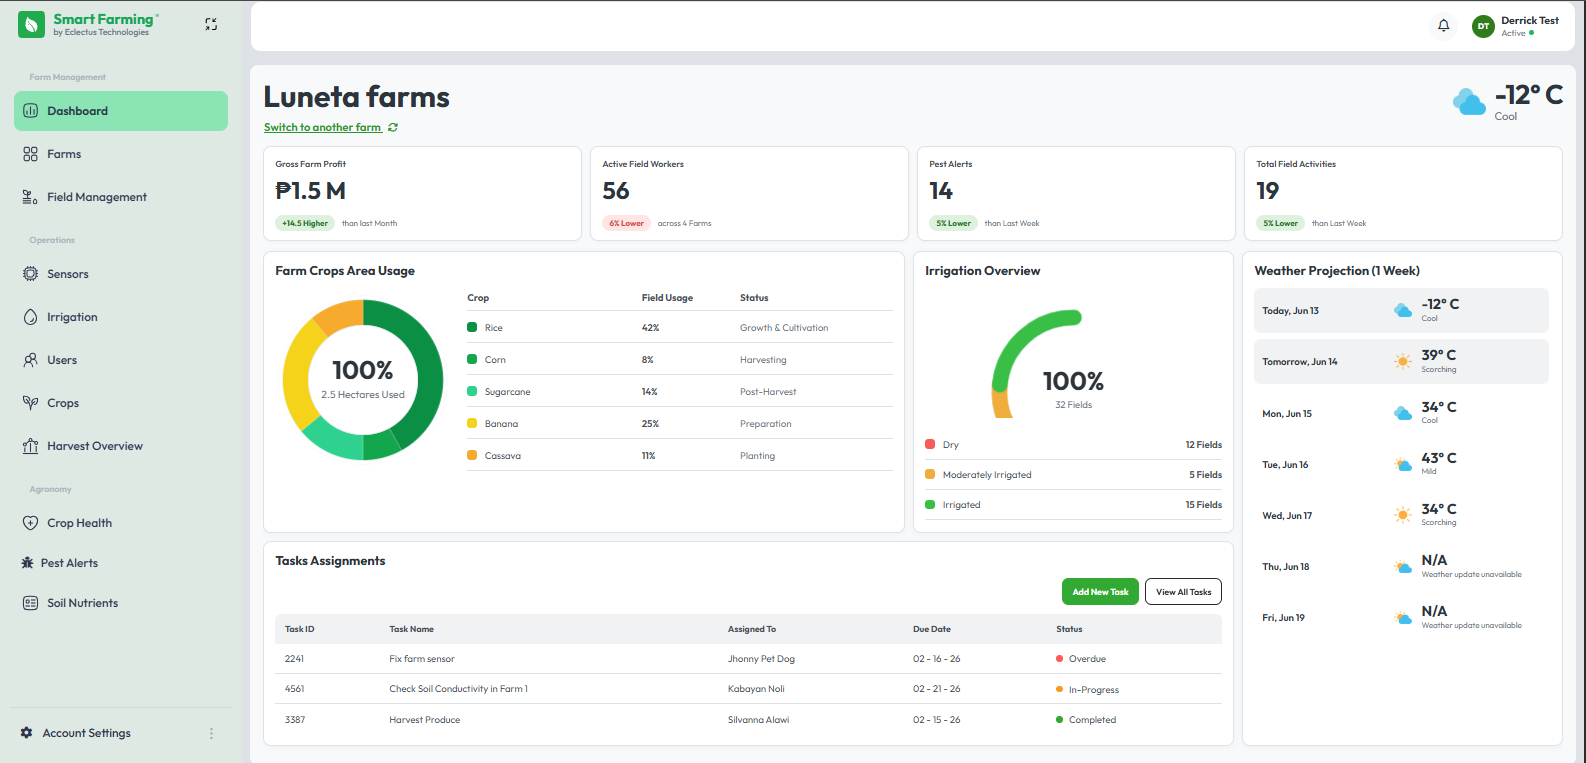 Smart Farming
by Eclectus Technologies
Farm Management
Dashboard
Farms
Field Management
Operations
Sensors
Irrigation
Users
Crops
Harvest Overview
Agronomy
Crop Health
Pest Alerts
Soil Nutrients
Account Settings
DT
Derrick Test
Active
Luneta farms
Switch to another farm
-12° C
Cool
Gross Farm Profit
₱1.5 M
+14.5 Higher than last Month
Active Field Workers
56
6% Lower across 4 Farms
Pest Alerts
14
5% Lower than Last Week
Total Field Activities
19
5% Lower than Last Week
Farm Crops Area Usage
100%
2.5 Hectares Used
Crop Field Usage Status
Rice 42% Growth & Cultivation
Corn 8% Harvesting
Sugarcane 14% Post-Harvest
Banana 25% Preparation
Cassava 11% Planting
Irrigation Overview
100%
32 Fields
Dry 12 Fields
Moderately Irrigated 5 Fields
Irrigated 15 Fields
Weather Projection (1 Week)
Today, Jun 13 -12° C
Cool
Tomorrow, Jun 14 39° C
Scorching
Mon, Jun 15 34° C
Cool
Tue, Jun 16 43° C
Mild
Wed, Jun 17 34° C
Scorching
Thu, Jun 18 N/A
Weather update unavailable
Fri, Jun 19 N/A
Weather update unavailable
Tasks Assignments
Add New Task View All Tasks
Task ID Task Name Assigned To Due Date Status
2241 Fix farm sensor Jhonny Pet Dog 02 - 16 - 26 Overdue
4561 Check Soil Conductivity in Farm 1 Kabayan Noli 02 - 21 - 26 In-Progress
3387 Harvest Produce Silvanna Alawi 02 - 15 - 26 Completed